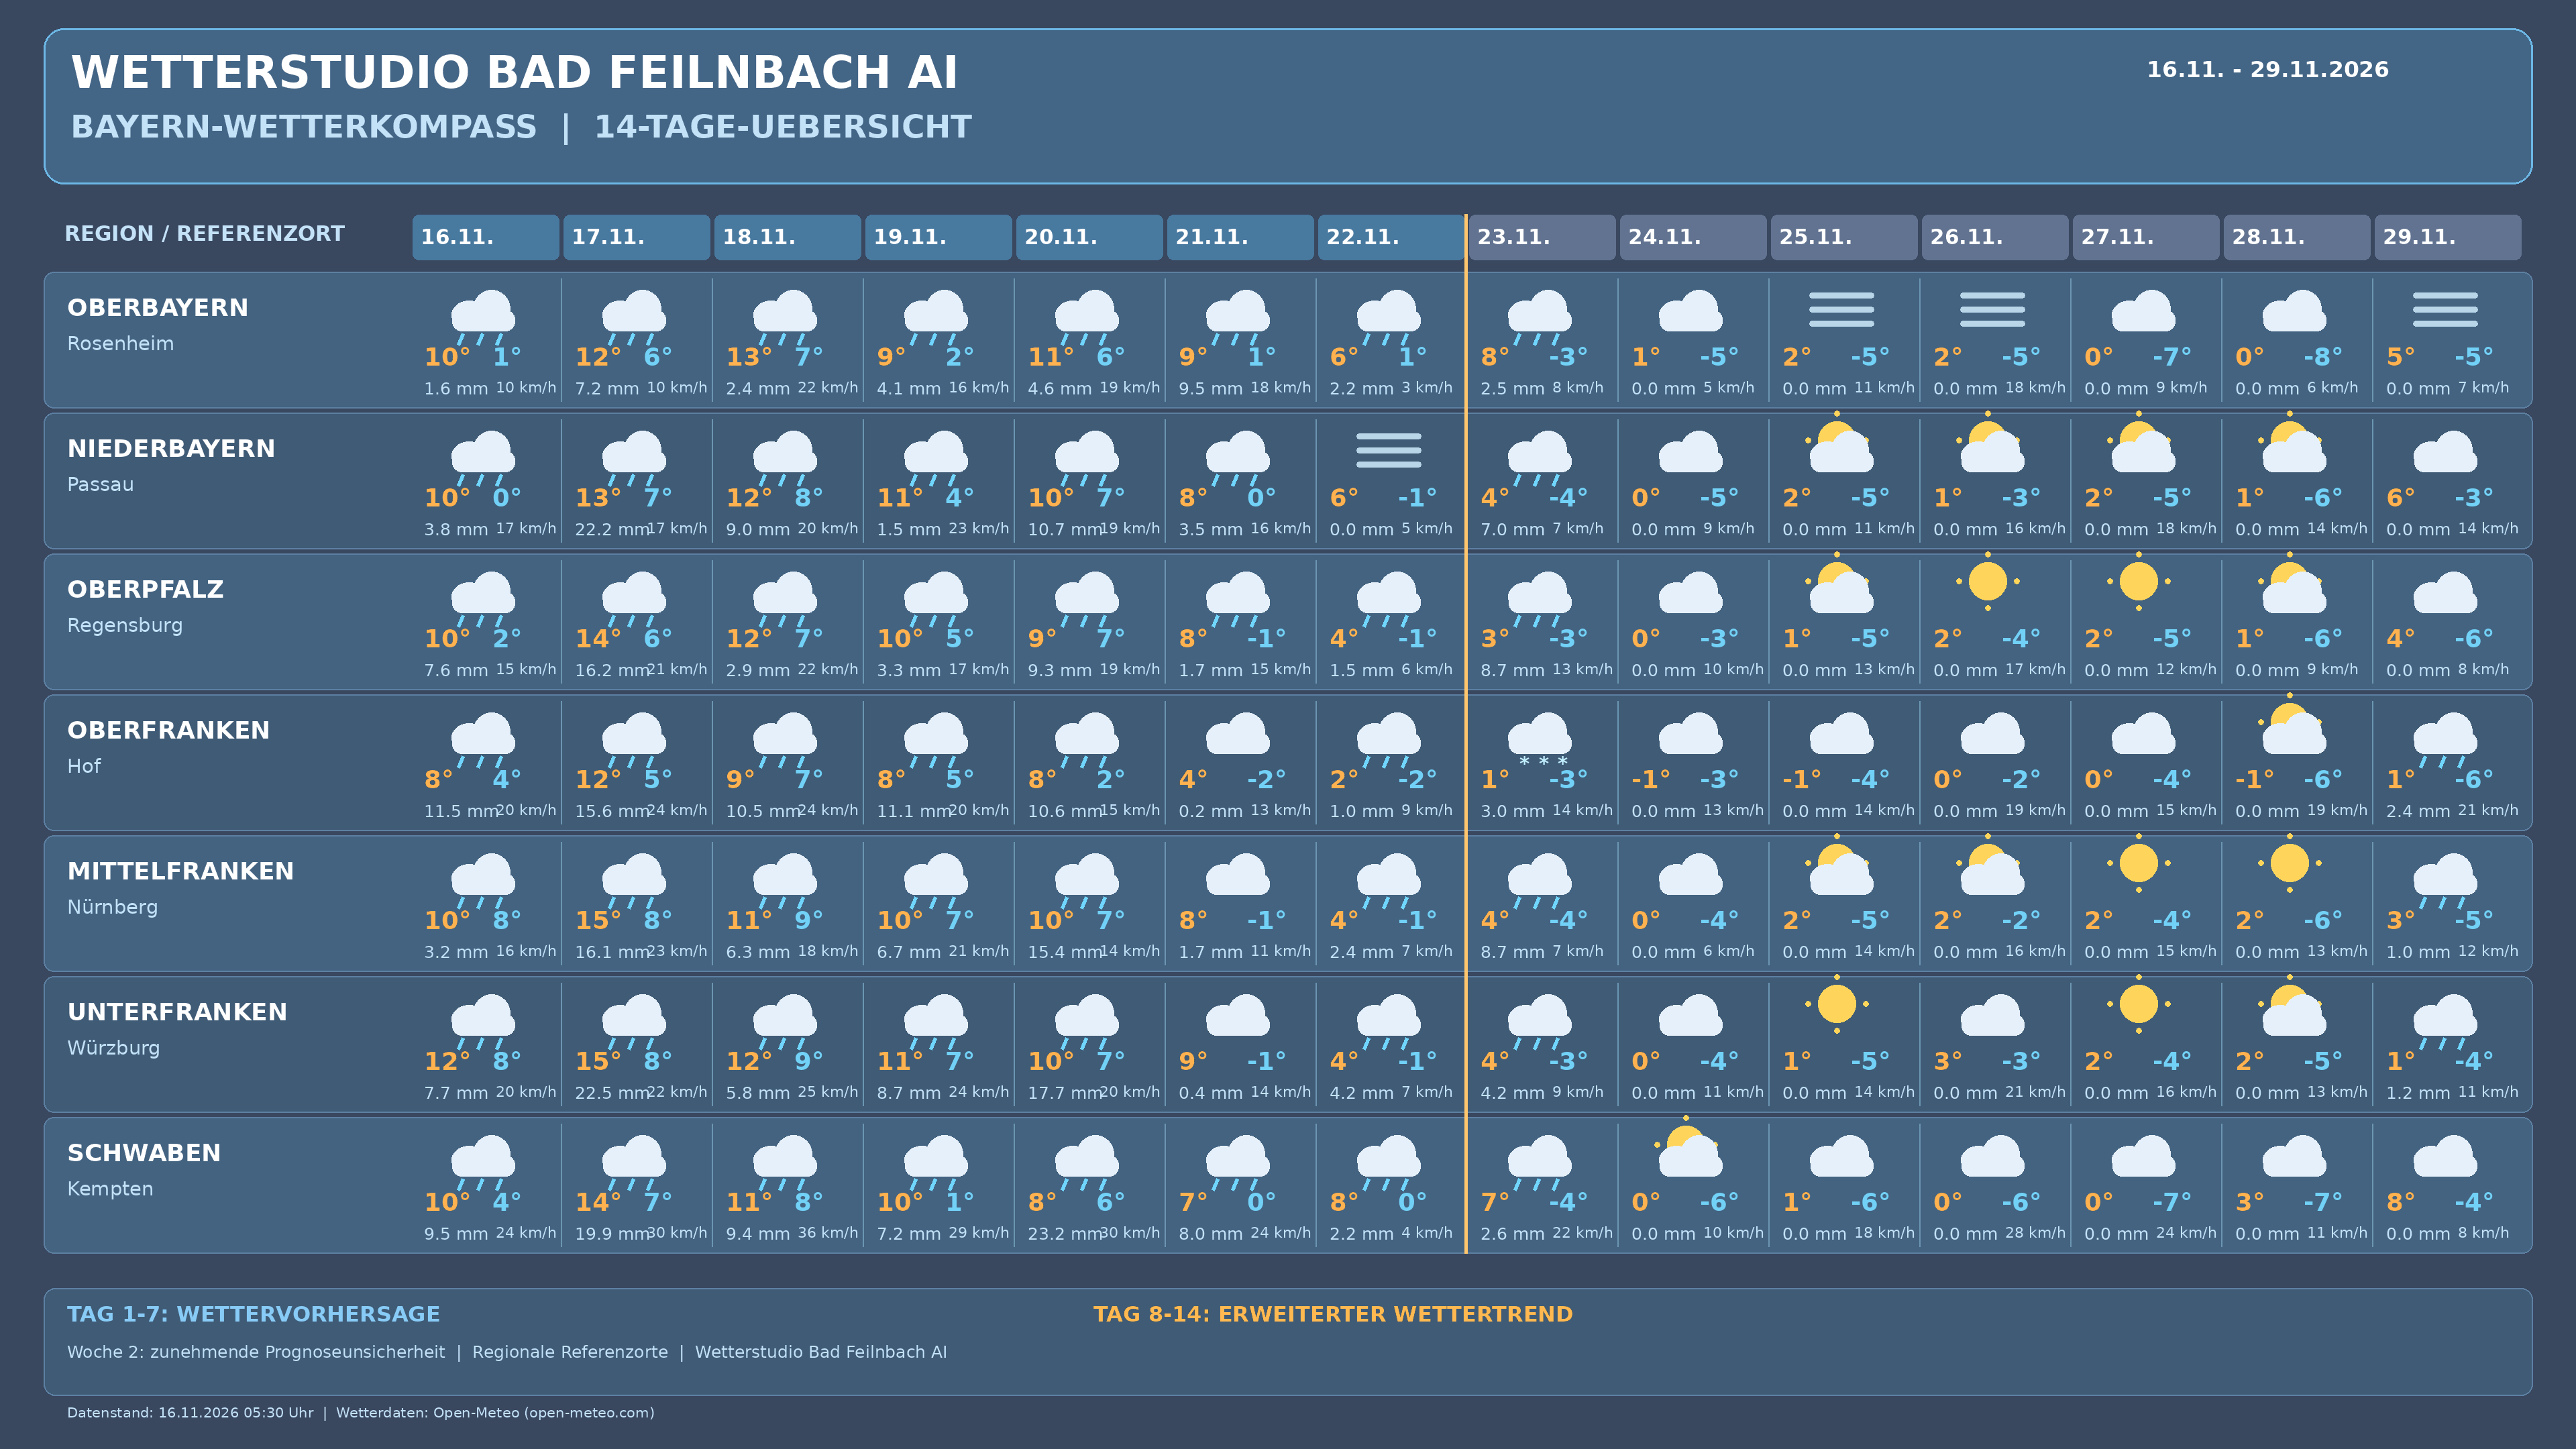 WETTERSTUDIO BAD FEILNBACH AI
16.11. - 29.11.2026
BAYERN-WETTERKOMPASS | 14-TAGE-UEBERSICHT
REGION / REFERENZORT 16.11. 17.11. 18.11. 19.11. 20.11. 21.11. 22.11. 23.11. 24.11. 25.11. 26.11. 27.11. 28.11. 29.11.
OBERBAYERN
Rosenheim
10° 1° 12° 6° 13° 7° 9° 2° 11° 6° 9° 1° 6° 1° 8° -3° 1° -5° 2° -5° 2° -5° 0° -7° 0° -8° 5° -5°
1.6 mm 10 km/h 7.2 mm 10 km/h 2.4 mm 22 km/h 4.1 mm 16 km/h 4.6 mm 19 km/h 9.5 mm 18 km/h 2.2 mm 3 km/h 2.5 mm 8 km/h 0.0 mm 5 km/h 0.0 mm 11 km/h 0.0 mm 18 km/h 0.0 mm 9 km/h 0.0 mm 6 km/h 0.0 mm 7 km/h
NIEDERBAYERN
Passau
10° 0° 13° 7° 12° 8° 11° 4° 10° 7° 8° 0° 6° -1° 4° -4° 0° -5° 2° -5° 1° -3° 2° -5° 1° -6° 6° -3°
3.8 mm 17 km/h 22.2 mm 17 km/h 9.0 mm 20 km/h 1.5 mm 23 km/h 10.7 mm 19 km/h 3.5 mm 16 km/h 0.0 mm 5 km/h 7.0 mm 7 km/h 0.0 mm 9 km/h 0.0 mm 11 km/h 0.0 mm 16 km/h 0.0 mm 18 km/h 0.0 mm 14 km/h 0.0 mm 14 km/h
OBERPFALZ
Regensburg
10° 2° 14° 6° 12° 7° 10° 5° 9° 7° 8° -1° 4° -1° 3° -3° 0° -3° 1° -5° 2° -4° 2° -5° 1° -6° 4° -6°
7.6 mm 15 km/h 16.2 mm 21 km/h 2.9 mm 22 km/h 3.3 mm 17 km/h 9.3 mm 19 km/h 1.7 mm 15 km/h 1.5 mm 6 km/h 8.7 mm 13 km/h 0.0 mm 10 km/h 0.0 mm 13 km/h 0.0 mm 17 km/h 0.0 mm 12 km/h 0.0 mm 9 km/h 0.0 mm 8 km/h
OBERFRANKEN
Hof
8° 4° 12° 5° 9° 7° 8° 5° 8° 2° 4° -2° 2° -2° 1° -3° -1° -3° -1° -4° 0° -2° 0° -4° -1° -6° 1° -6°
11.5 mm 20 km/h 15.6 mm 24 km/h 10.5 mm 24 km/h 11.1 mm 20 km/h 10.6 mm 15 km/h 0.2 mm 13 km/h 1.0 mm 9 km/h 3.0 mm 14 km/h 0.0 mm 13 km/h 0.0 mm 14 km/h 0.0 mm 19 km/h 0.0 mm 15 km/h 0.0 mm 19 km/h 2.4 mm 21 km/h
MITTELFRANKEN
Nürnberg
10° 8° 15° 8° 11° 9° 10° 7° 10° 7° 8° -1° 4° -1° 4° -4° 0° -4° 2° -5° 2° -2° 2° -4° 2° -6° 3° -5°
3.2 mm 16 km/h 16.1 mm 23 km/h 6.3 mm 18 km/h 6.7 mm 21 km/h 15.4 mm 14 km/h 1.7 mm 11 km/h 2.4 mm 7 km/h 8.7 mm 7 km/h 0.0 mm 6 km/h 0.0 mm 14 km/h 0.0 mm 16 km/h 0.0 mm 15 km/h 0.0 mm 13 km/h 1.0 mm 12 km/h
UNTERFRANKEN
Würzburg
12° 8° 15° 8° 12° 9° 11° 7° 10° 7° 9° -1° 4° -1° 4° -3° 0° -4° 1° -5° 3° -3° 2° -4° 2° -5° 1° -4°
7.7 mm 20 km/h 22.5 mm 22 km/h 5.8 mm 25 km/h 8.7 mm 24 km/h 17.7 mm 20 km/h 0.4 mm 14 km/h 4.2 mm 7 km/h 4.2 mm 9 km/h 0.0 mm 11 km/h 0.0 mm 14 km/h 0.0 mm 21 km/h 0.0 mm 16 km/h 0.0 mm 13 km/h 1.2 mm 11 km/h
SCHWABEN
Kempten
10° 4° 14° 7° 11° 8° 10° 1° 8° 6° 7° 0° 8° 0° 7° -4° 0° -6° 1° -6° 0° -6° 0° -7° 3° -7° 8° -4°
9.5 mm 24 km/h 19.9 mm 30 km/h 9.4 mm 36 km/h 7.2 mm 29 km/h 23.2 mm 30 km/h 8.0 mm 24 km/h 2.2 mm 4 km/h 2.6 mm 22 km/h 0.0 mm 10 km/h 0.0 mm 18 km/h 0.0 mm 28 km/h 0.0 mm 24 km/h 0.0 mm 11 km/h 0.0 mm 8 km/h
TAG 1-7: WETTERVORHERSAGE
TAG 8-14: ERWEITERTER WETTERTREND
Woche 2: zunehmende Prognoseunsicherheit | Regionale Referenzorte | Wetterstudio Bad Feilnbach AI
Datenstand: 16.11.2026 05:30 Uhr | Wetterdaten: Open-Meteo (open-meteo.com)